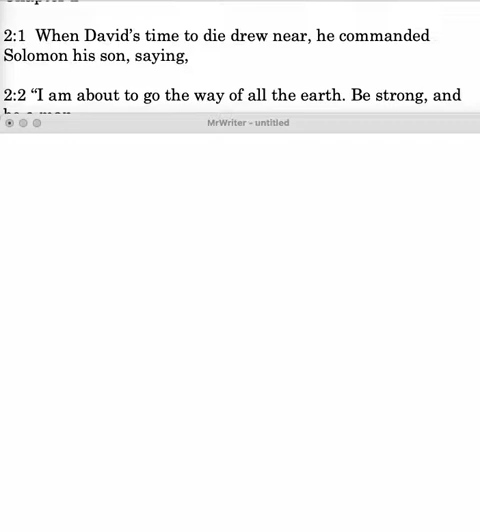 2:1 When David’s time to die drew near, he commanded
Solomon his son, saying,
2:2 “I am about to go the way of all the earth. Be strong, and
MrWriter - untitled